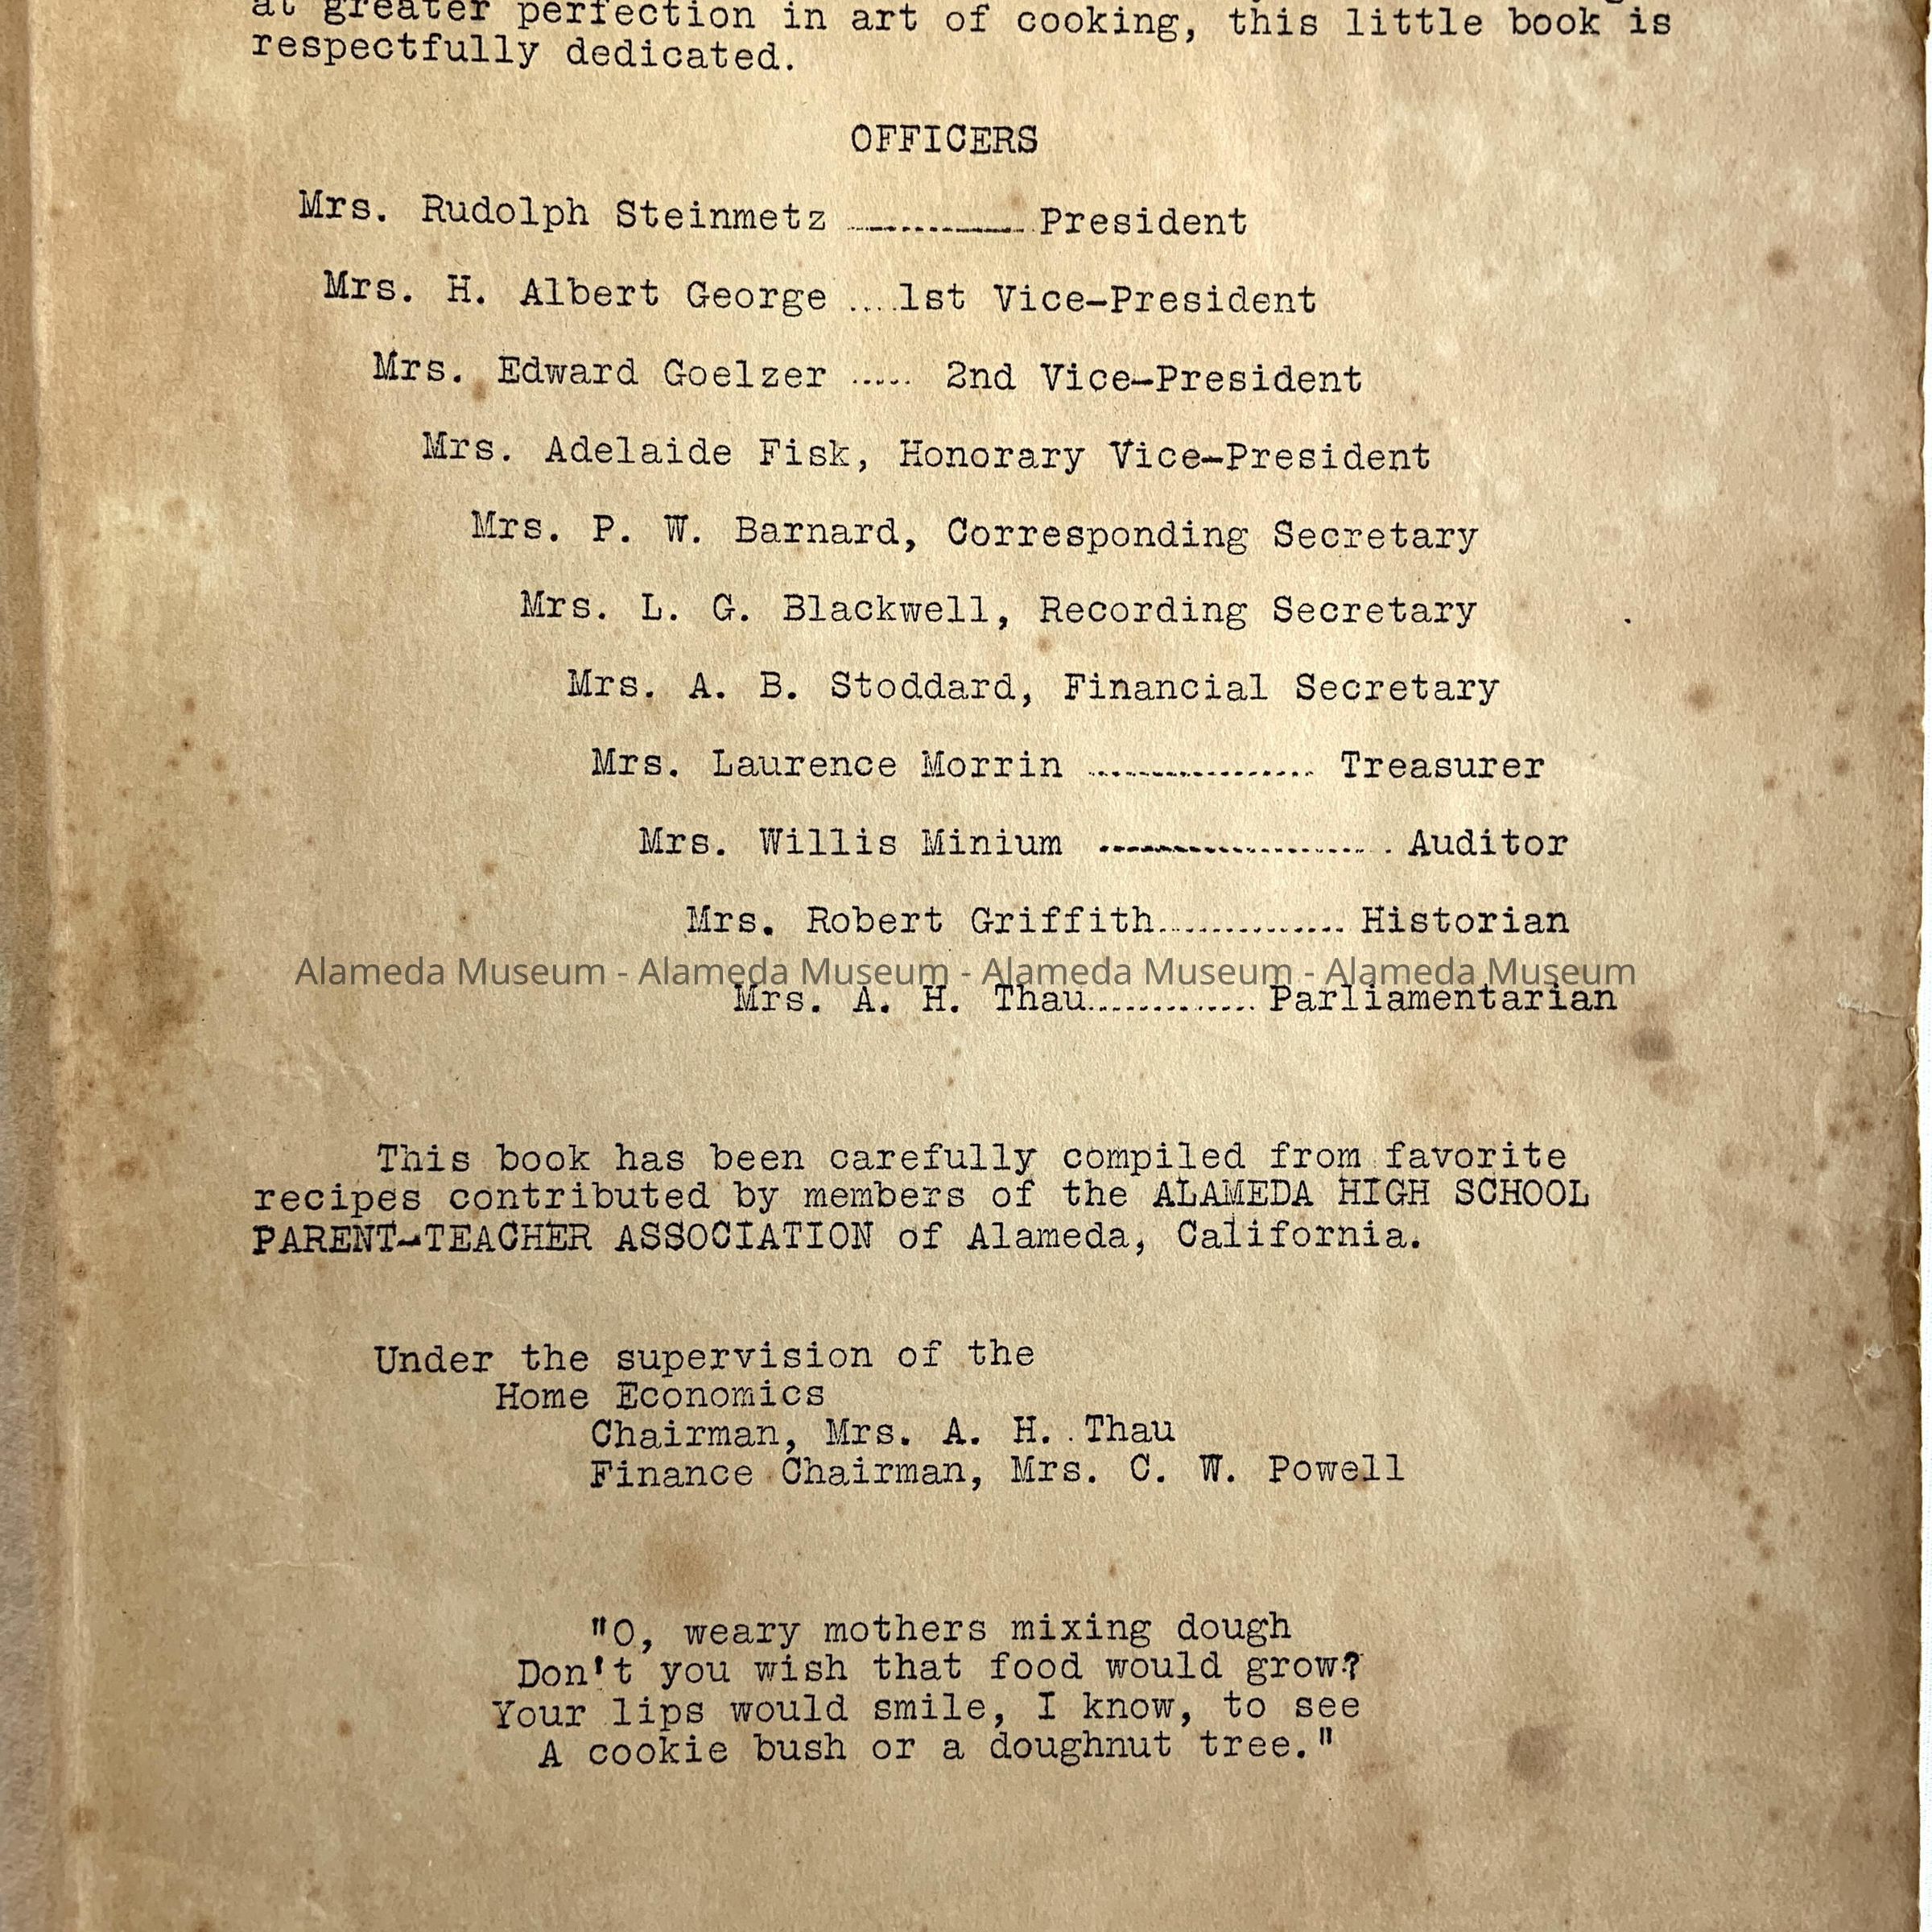 at greater perfection in art of cooking, this little book is
respectfully dedicated.
OFFICERS
Mrs. Rudolph Steinmetz ............... President
Mrs. H. Albert George ....1st Vice-President
Mrs. Edward Goelzer ..... 2nd Vice-President
Mrs. Adelaide Fisk, Honorary Vice-President
Mrs. P. W. Barnard, Corresponding Secretary
Mrs. L. G. Blackwell, Recording Secretary
Mrs. A. B. Stoddard, Financial Secretary
Mrs. Laurence Morrin ................... Treasurer
Mrs. Willis Minium ......................... Auditor
Mrs. Robert Griffith................ Historian
Alameda Museum - Alameda Museum - Alameda Museum - Alameda Museum
Mrs. A. H. Thau.............. Parliamentarian
This book has been carefully compiled from favorite
recipes contributed by members of the ALAMEDA HIGH SCHOOL
PARENT-TEACHER ASSOCIATION of Alameda, California.
Under the supervision of the
Home Economics
Chairman, Mrs. A. H. Thau
Finance Chairman, Mrs. C. W. Powell
"O, weary mothers mixing dough
Don't you wish that food would grow?
Your lips would smile, I know, to see
A cookie bush or a doughnut tree."